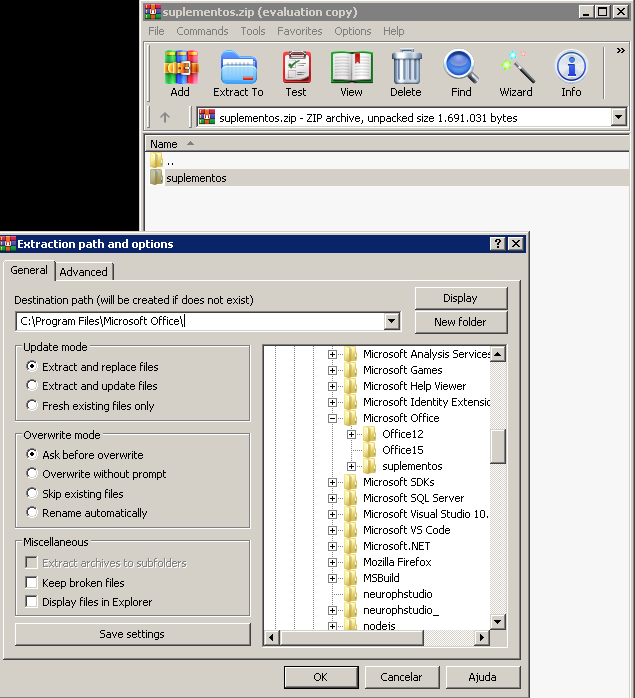 suplementos.zip (evaluation copy)
File Commands Tools Favorites Options Help
Add Extract To Test View Delete Find Wizard Info »
suplementos.zip - ZIP archive, unpacked size 1.691.031 bytes
Name
..
suplementos
Extraction path and options
General Advanced
Destination path (will be created if does not exist)
Display
C:\Program Files\Microsoft Office\
New folder
Update mode
Extract and replace files
Extract and update files
Fresh existing files only
Overwrite mode
Ask before overwrite
Overwrite without prompt
Skip existing files
Rename automatically
Miscellaneous
Extract archives to subfolders
Keep broken files
Display files in Explorer
Save settings
Microsoft Analysis Services
Microsoft Games
Microsoft Help Viewer
Microsoft Identity Extensio
Microsoft Office
Office12
Office15
suplementos
Microsoft SDKs
Microsoft SQL Server
Microsoft Visual Studio 10.
Microsoft VS Code
Microsoft.NET
Mozilla Firefox
MSBuild
neurophstudio
neurophstudio_
nodejs
OK Cancelar Ajuda